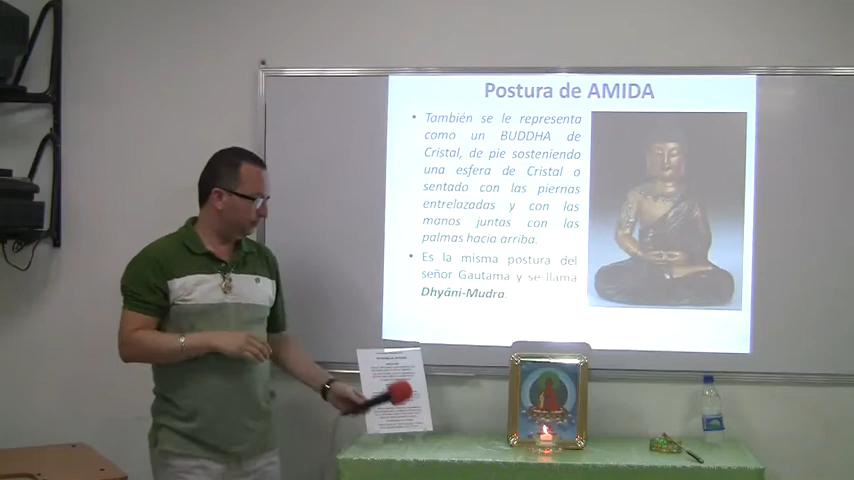 Postura de AMIDA
• También se le representa
como un BUDDHA de
Cristal, de pie sosteniendo
una esfera de Cristal o
sentado con las piernas
entrelazadas y con las
manos juntas con las
palmas hacia arriba.
• Es la misma postura del
señor Gautama y se llama
Dhyâni-Mudra.